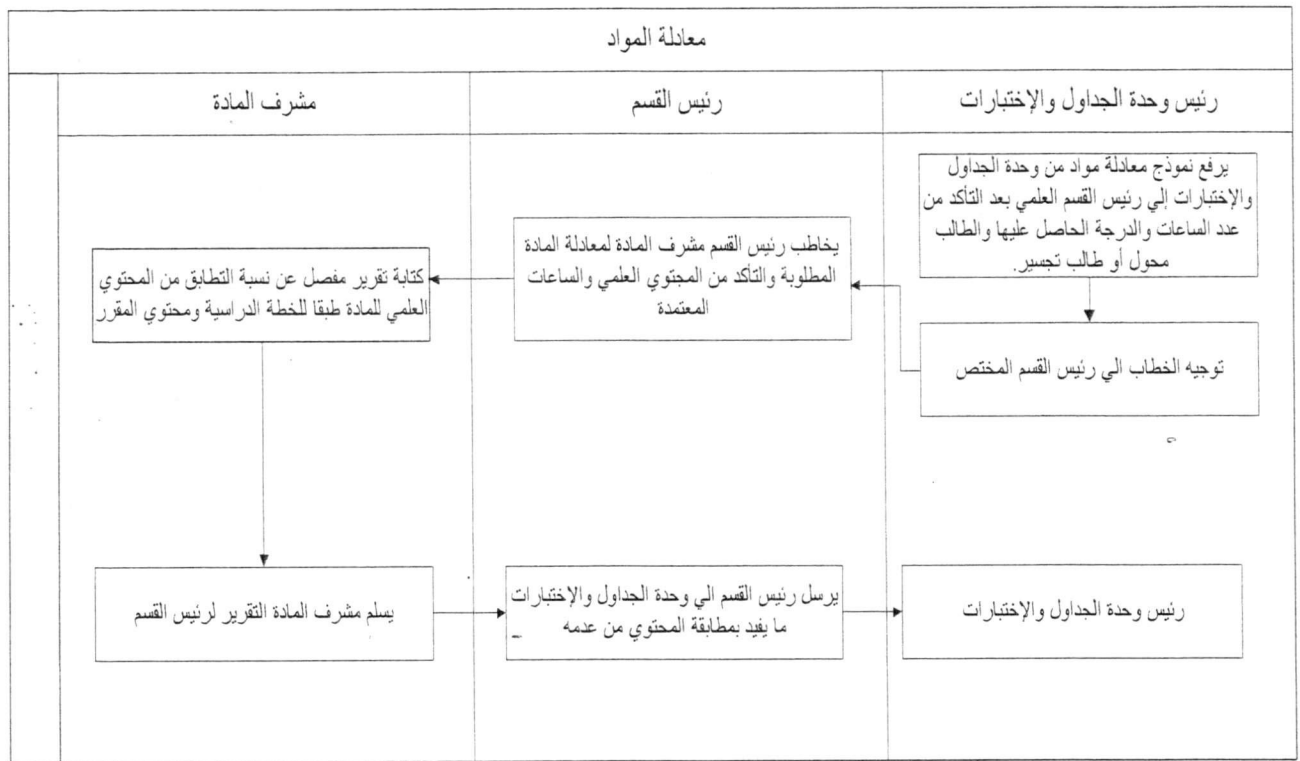 معادلة المواد
رئيس وحدة الجداول والإختبارات
رئيس القسم
مشرف المادة
يرفع نموذج معادلة مواد من وحدة الجداول
والإختبارات إلي رئيس القسم العلمي بعد التأكد من
عدد الساعات والدرجة الحاصل عليها والطالب
محول أو طالب تجسير.
توجيه الخطاب الي رئيس القسم المختص
يخاطب رئيس القسم مشرف المادة لمعادلة المادة
المطلوبة والتأكد من المحتوي العلمي والساعات
المعتمدة
كتابة تقرير مفصل عن نسبة التطابق من المحتوي
العلمي للمادة طبقا للخطة الدراسية ومحتوي المقرر
يسلم مشرف المادة التقرير لرئيس القسم
يرسل رئيس القسم الي وحدة الجداول والإختبارات
ما يفيد بمطابقة المحتوي من عدمه
رئيس وحدة الجداول والإختبارات